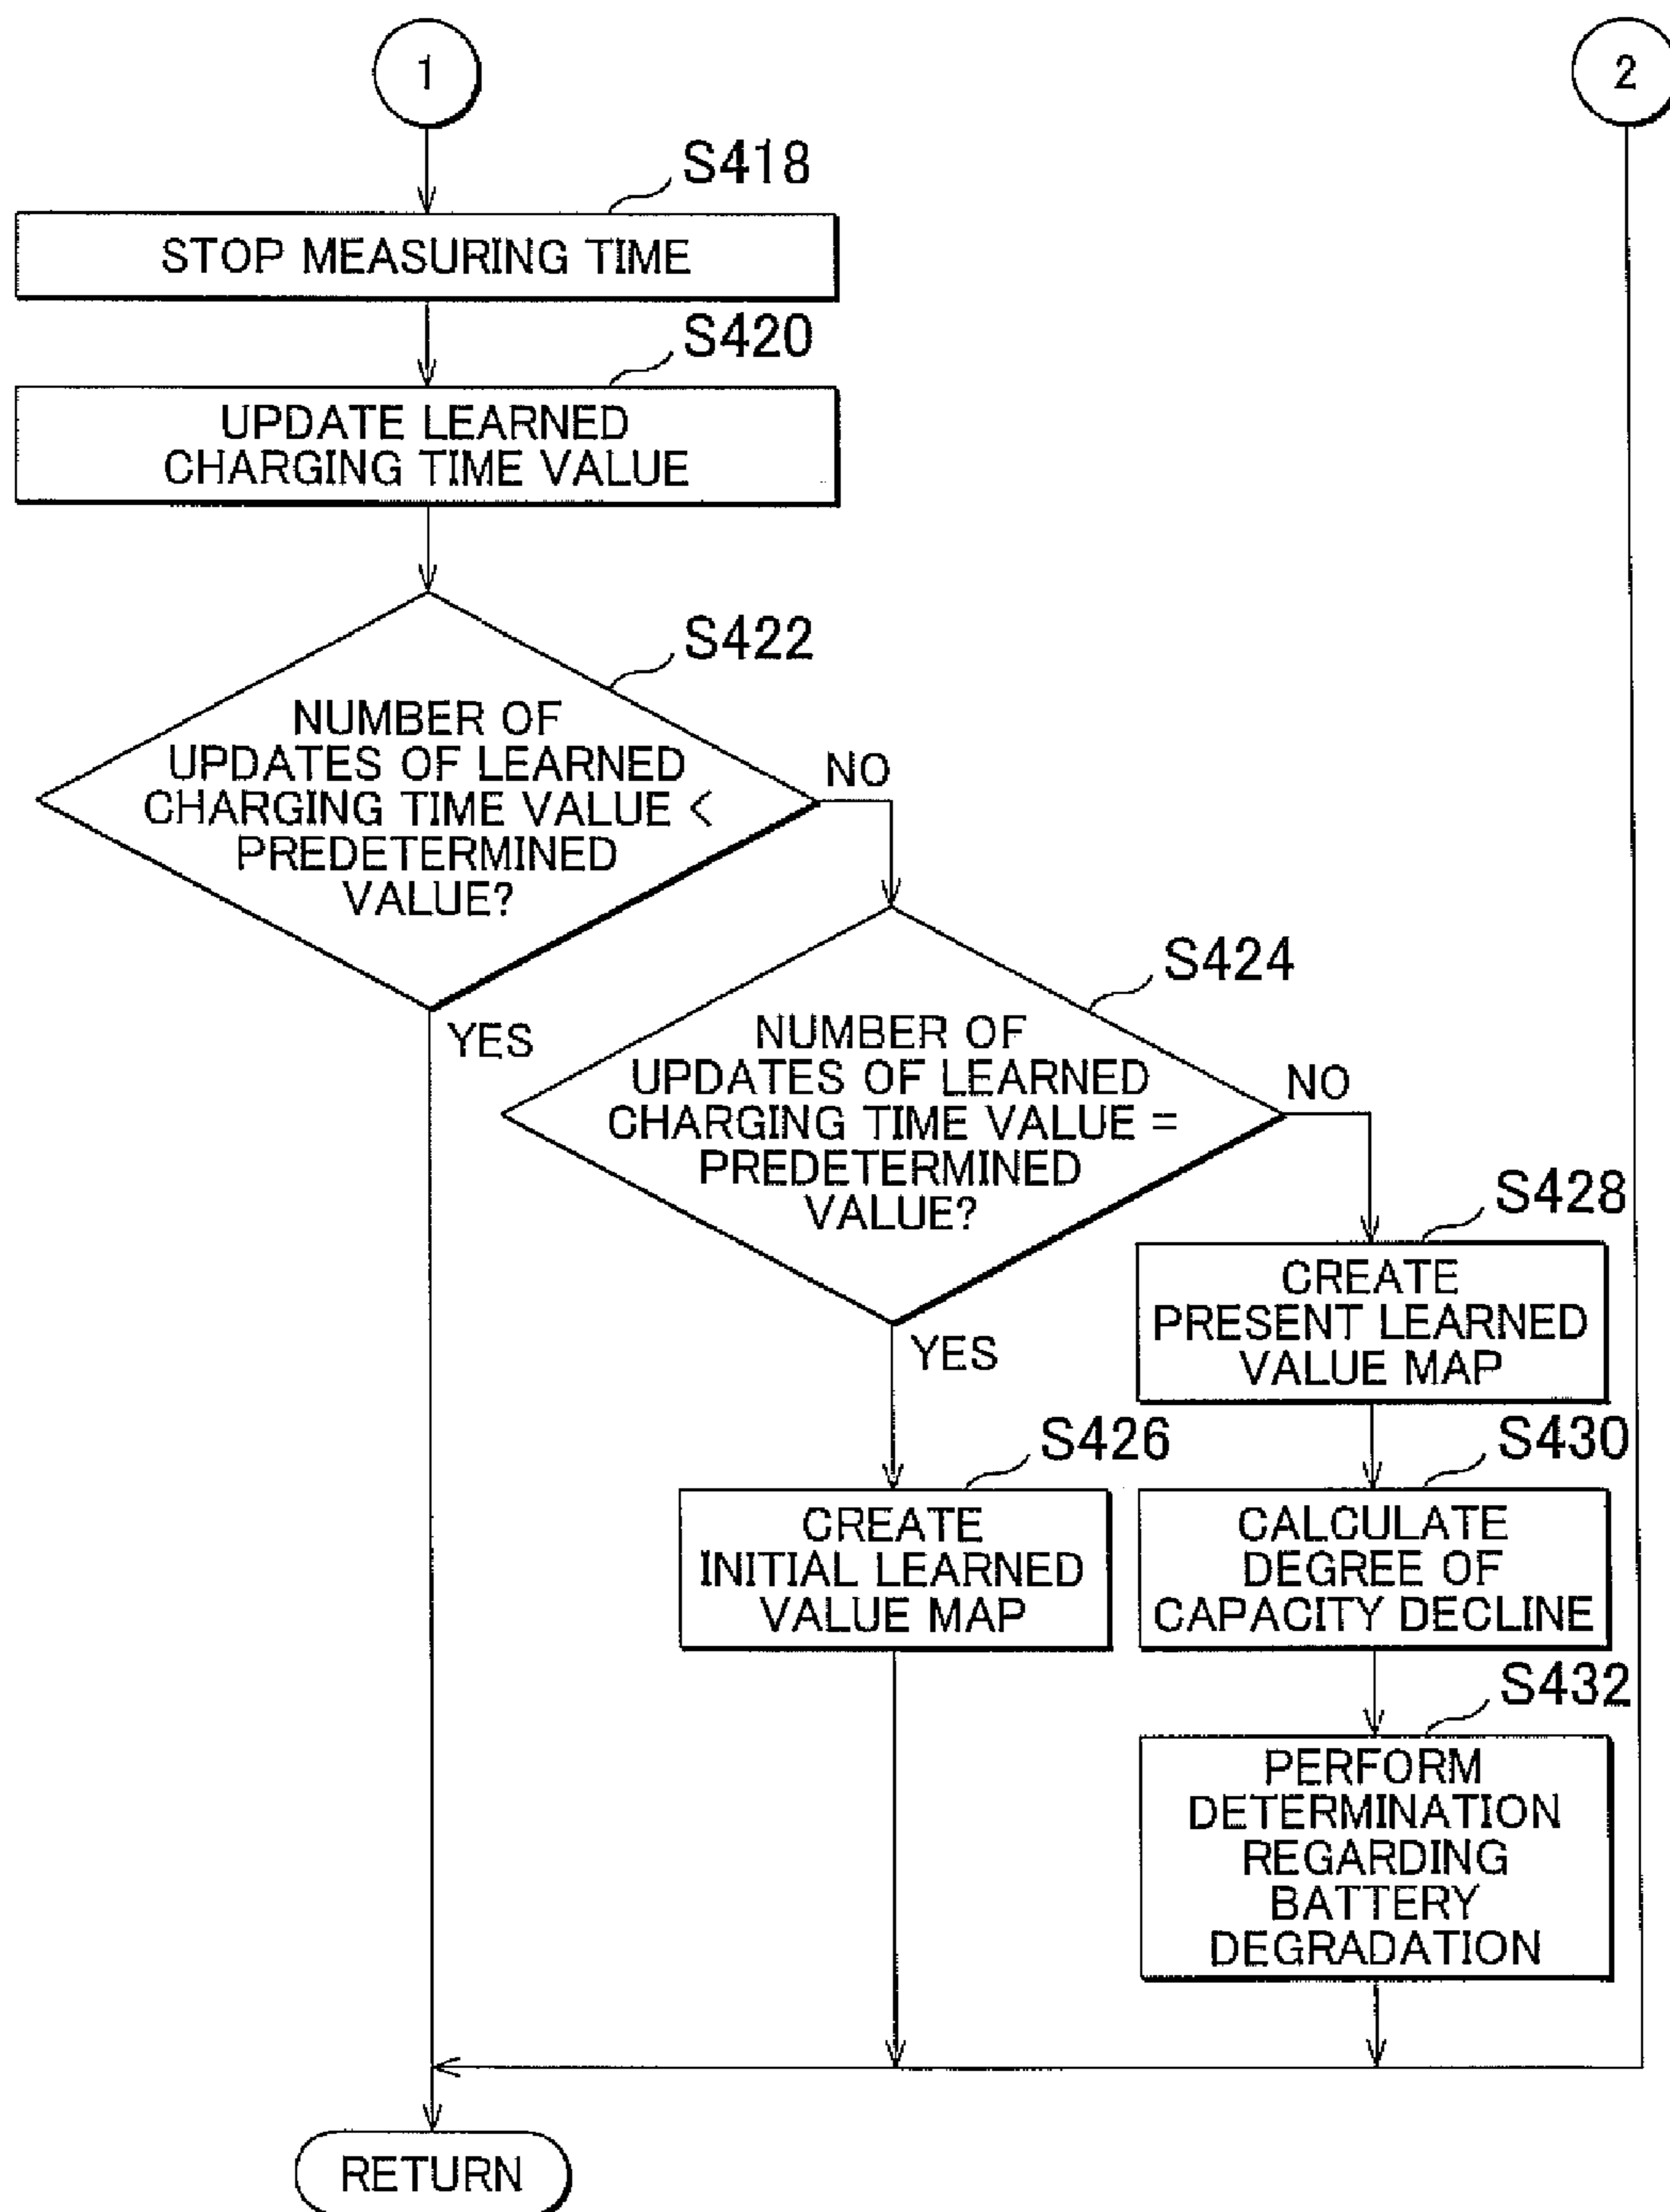 1
2
S418
STOP MEASURING TIME
S420
UPDATE LEARNED
CHARGING TIME VALUE
S422
NUMBER OF
UPDATES OF LEARNED
CHARGING TIME VALUE <
PREDETERMINED
VALUE?
NO
YES
S424
NUMBER OF
UPDATES OF LEARNED
CHARGING TIME VALUE =
PREDETERMINED
VALUE?
NO
YES
S428
CREATE
PRESENT LEARNED
VALUE MAP
S426
CREATE
INITIAL LEARNED
VALUE MAP
S430
CALCULATE
DEGREE OF
CAPACITY DECLINE
S432
PERFORM
DETERMINATION
REGARDING
BATTERY
DEGRADATION
RETURN